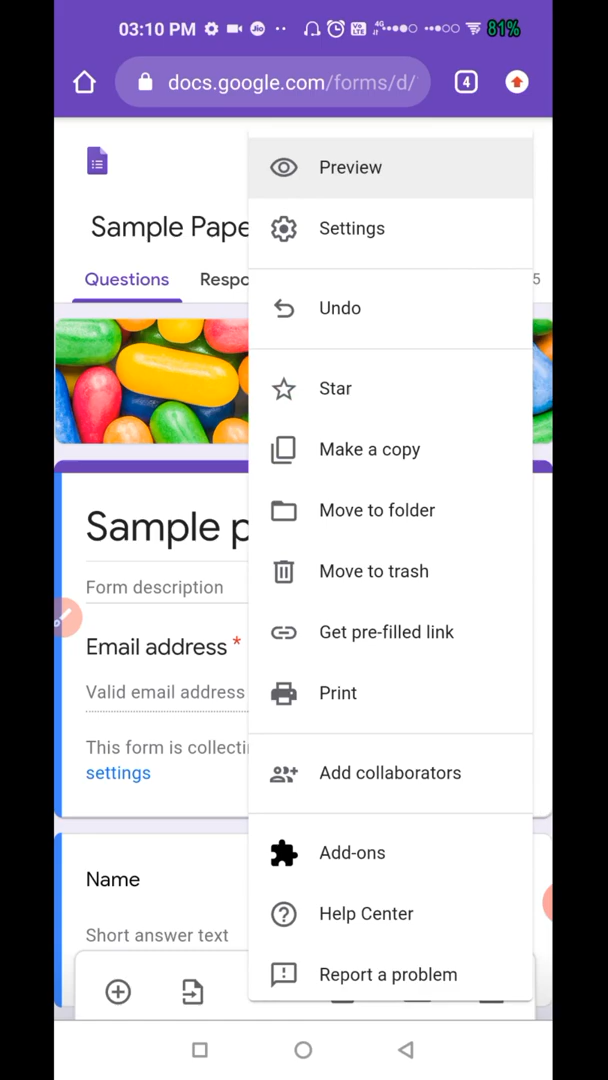 03:10 PM
Jio
4G
81%
docs.google.com/forms/d/
4
Sample Pape
Questions
Respo
5
Sample p
Form description
Email address *
Valid email address
This form is collecti
settings
Name
Short answer text
Preview
Settings
Undo
Star
Make a copy
Move to folder
Move to trash
Get pre-filled link
Print
Add collaborators
Add-ons
Help Center
Report a problem